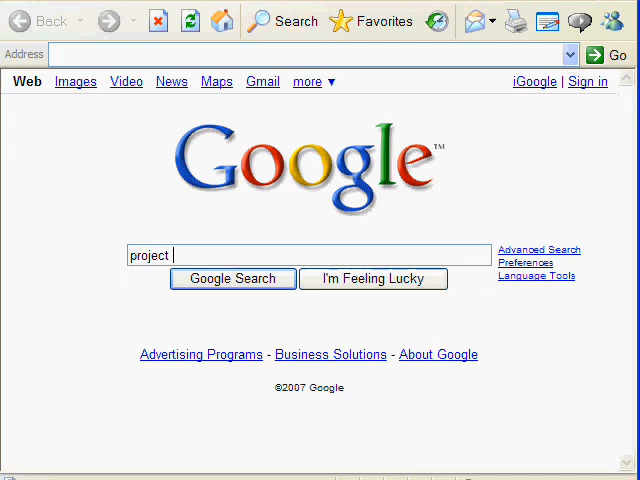 Back Search Favorites
Address Go
Web Images Video News Maps Gmail more ▼ iGoogle | Sign in
Google™
project
Advanced Search
Preferences
Language Tools
Google Search I'm Feeling Lucky
Advertising Programs - Business Solutions - About Google
©2007 Google